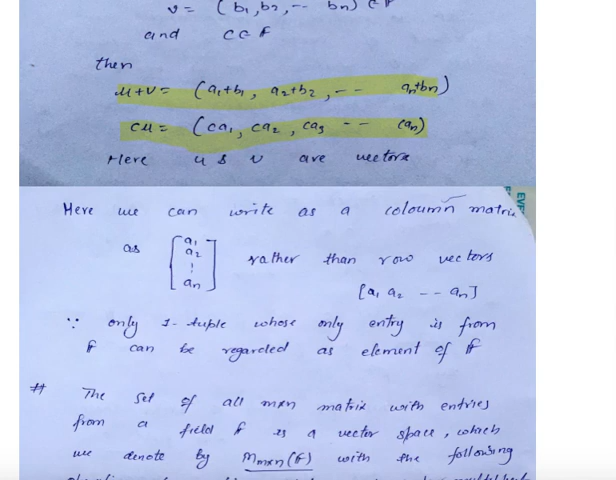 v = (b1, b2, -- bn) ∈ F
and c ∈ F
then
u+v = (a1+b1, a2+b2, -- an+bn)
cu = (ca1, ca2, ca3 -- can)
Here u & v are vectors
Here we can write as a coloumn matrix
as [a1 a2 ⋮ an] rather than row vectors
[a1 a2 -- an]
∵ only 1-tuple whose only entry is from
F can be regarded as element of F
# The set of all mxn matrix with entries
from a field F is a vector space, which
we denote by Mmxn(F) with the following